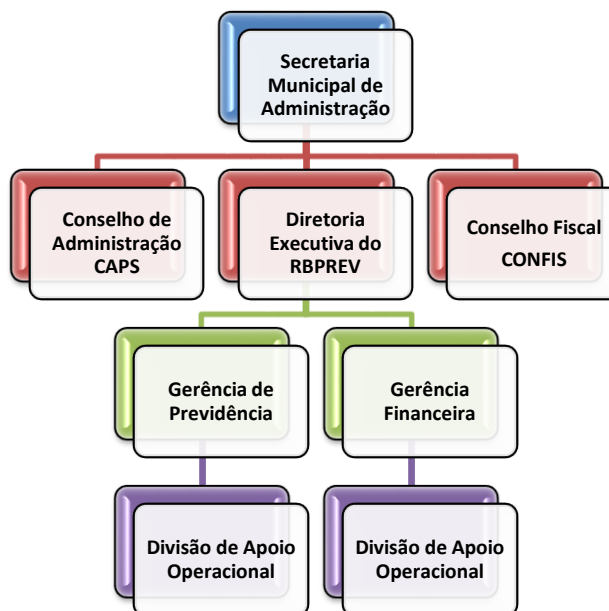 Secretaria
Municipal de
Administração
Conselho de
Administração
CAPS
Diretoria
Executiva do
RBPREV
Conselho Fiscal
CONFIS
Gerência de
Previdência
Gerência
Financeira
Divisão de Apoio
Operacional
Divisão de Apoio
Operacional